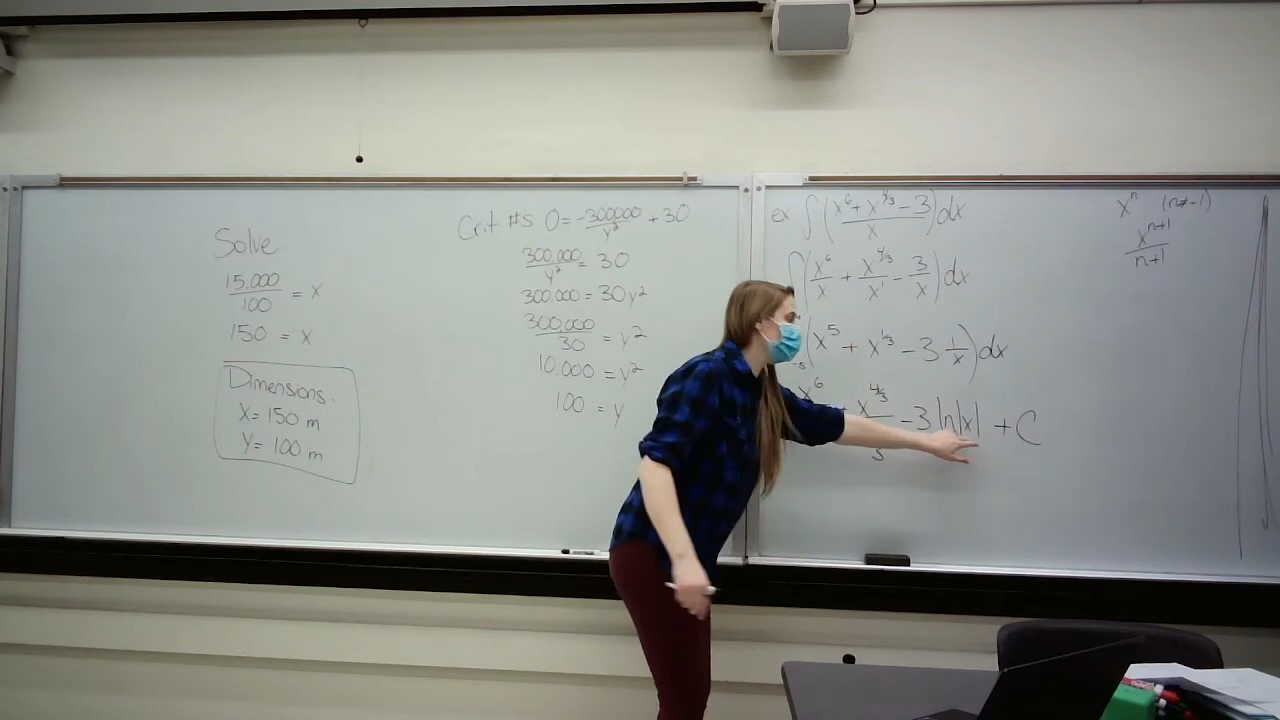 Solve.
15,000/100 = x
150 = x
Dimensions.
X = 150 m
Y = 100 m
Crit #s 0 = -300000/y² + 30
300,000/y² = 30
300,000 = 30y²
300,000/30 = y²
10,000 = y²
100 = y
ex ∫(x⁶ + x^(4/3) - 3 / x)dx
∫(x⁶/x + x^(4/3)/x¹ - 3/x)dx
(x⁵ + x^(1/3) - 3 1/x)dx
x⁶ + x^(4/3) - 3 ln|x| + C
xⁿ (n≠-1)
x^(n+1)/n+1